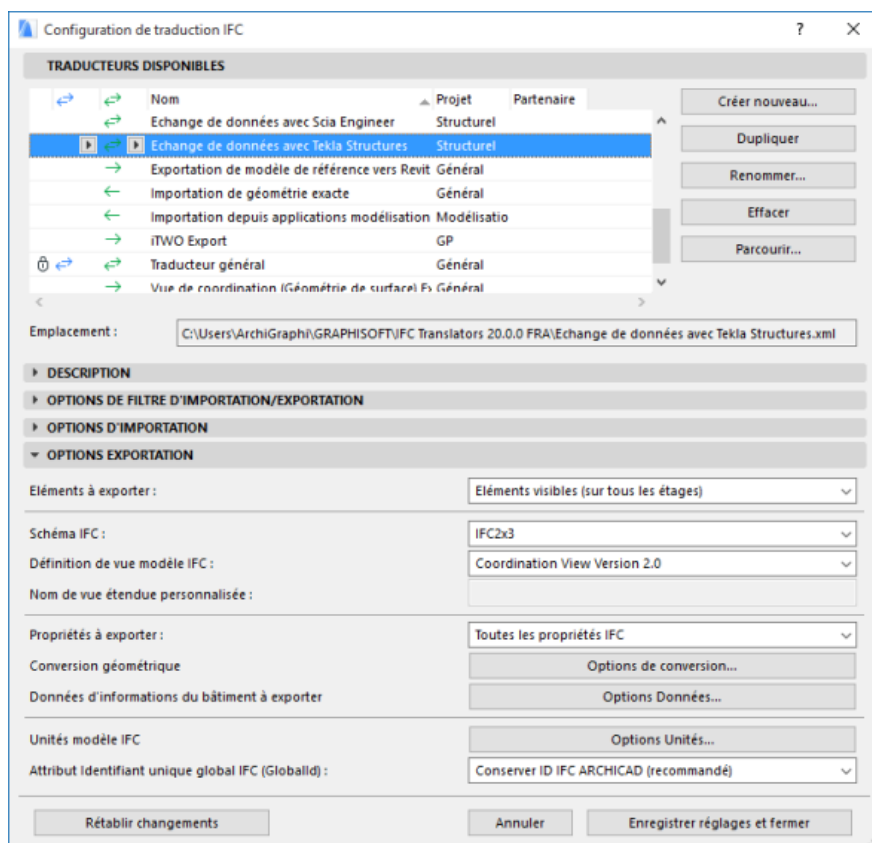 Configuration de traduction IFC
TRADUCTEURS DISPONIBLES
Nom Projet Partenaire
Echange de données avec Scia Engineer Structurel
Echange de données avec Tekla Structures Structurel
Exportation de modèle de référence vers Revit Général
Importation de géométrie exacte Général
Importation depuis applications modélisation Modélisatio
iTWO Export GP
Traducteur général Général
Vue de coordination (Géométrie de surface) Ex Général
Créer nouveau...
Dupliquer
Renommer...
Effacer
Parcourir...
Emplacement : C:\Users\ArchiGraphi\GRAPHISOFT\IFC Translators 20.0.0 FRA\Echange de données avec Tekla Structures.xml
DESCRIPTION
OPTIONS DE FILTRE D'IMPORTATION/EXPORTATION
OPTIONS D'IMPORTATION
OPTIONS EXPORTATION
Eléments à exporter : Eléments visibles (sur tous les étages)
Schéma IFC : IFC2x3
Définition de vue modèle IFC : Coordination View Version 2.0
Nom de vue étendue personnalisée :
Propriétés à exporter : Toutes les propriétés IFC
Conversion géométrique Options de conversion...
Données d'informations du bâtiment à exporter Options Données...
Unités modèle IFC Options Unités...
Attribut Identifiant unique global IFC (GlobalId) : Conserver ID IFC ARCHICAD (recommandé)
Rétablir changements Annuler Enregistrer réglages et fermer